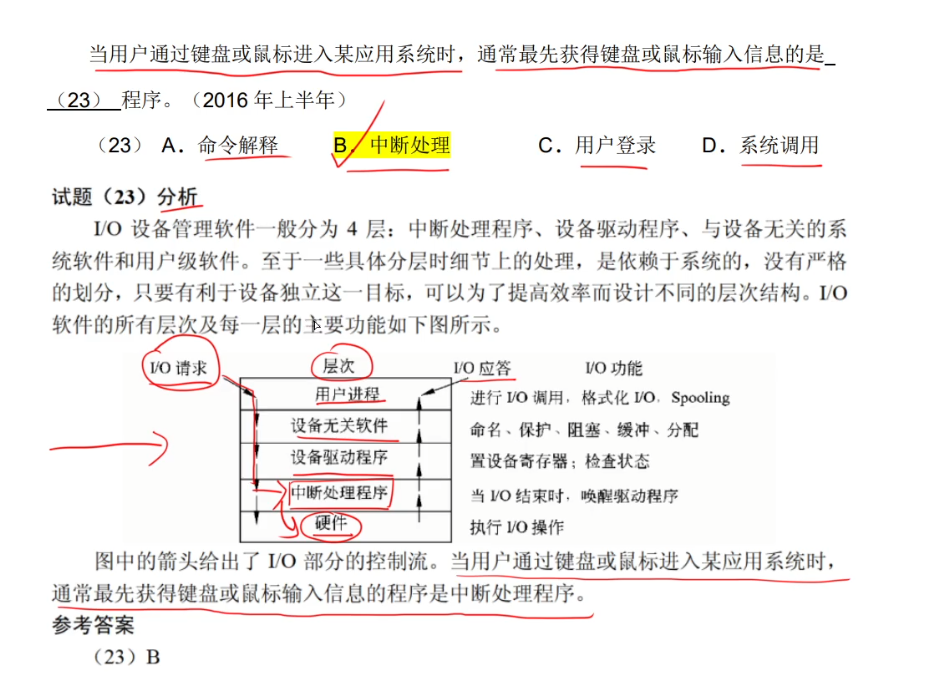 当用户通过键盘或鼠标进入某应用系统时，通常最先获得键盘或鼠标输入信息的是_
（23） 程序。（2016 年上半年）
（23） A．命令解释 B．中断处理 C．用户登录 D．系统调用
试题（23）分析
I/O 设备管理软件一般分为 4 层：中断处理程序、设备驱动程序、与设备无关的系
统软件和用户级软件。至于一些具体分层时细节上的处理，是依赖于系统的，没有严格
的划分，只要有利于设备独立这一目标，可以为了提高效率而设计不同的层次结构。I/O
软件的所有层次及每一层的主要功能如下图所示。
I/O 请求 层次 I/O 应答 I/O 功能
用户进程 进行 I/O 调用，格式化 I/O，Spooling
设备无关软件 命名、保护、阻塞、缓冲、分配
设备驱动程序 置设备寄存器；检查状态
中断处理程序 当 I/O 结束时，唤醒驱动程序
硬件 执行 I/O 操作
图中的箭头给出了 I/O 部分的控制流。当用户通过键盘或鼠标进入某应用系统时，
通常最先获得键盘或鼠标输入信息的程序是中断处理程序。
参考答案
（23）B